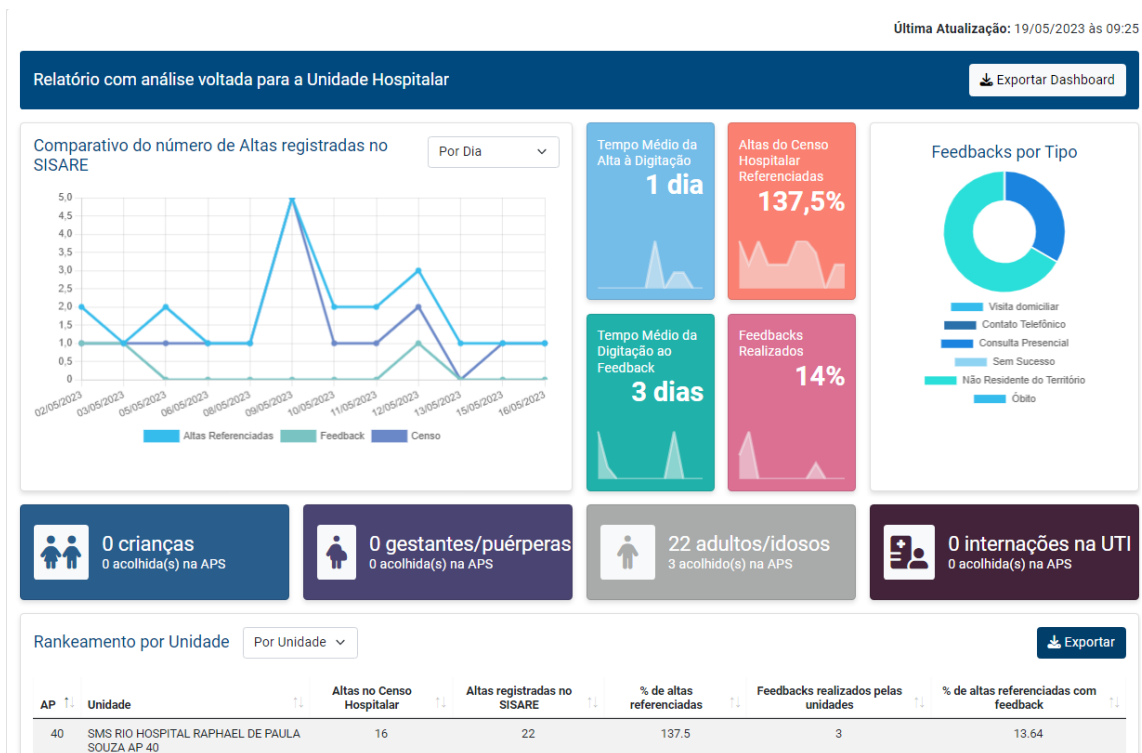 Última Atualização: 19/05/2023 às 09:25
Relatório com análise voltada para a Unidade Hospitalar
Exportar Dashboard
Comparativo do número de Altas registradas no
SISARE
Por Dia
5,0
4,5
4,0
3,5
3,0
2,5
2,0
1,5
1,0
0,5
0
02/05/2023
03/05/2023
05/05/2023
06/05/2023
08/05/2023
09/05/2023
10/05/2023
11/05/2023
12/05/2023
13/05/2023
15/05/2023
16/05/2023
Altas Referenciadas
Feedback
Censo
Tempo Médio da
Alta à Digitação
1 dia
Altas do Censo
Hospitalar
Referenciadas
137,5%
Tempo Médio da
Digitação ao
Feedback
3 dias
Feedbacks
Realizados
14%
Feedbacks por Tipo
Visita domiciliar
Contato Telefônico
Consulta Presencial
Sem Sucesso
Não Residente do Território
Óbito
0 crianças
0 acolhida(s) na APS
0 gestantes/puérperas
0 acolhida(s) na APS
22 adultos/idosos
3 acolhido(s) na APS
0 internações na UTI
0 acolhida(s) na APS
Rankeamento por Unidade
Por Unidade
Exportar
AP
Unidade
Altas no Censo
Hospitalar
Altas registradas no
SISARE
% de altas
referenciadas
Feedbacks realizados pelas
unidades
% de altas referenciadas com
feedback
40
SMS RIO HOSPITAL RAPHAEL DE PAULA
SOUZA AP 40
16
22
137.5
3
13.64